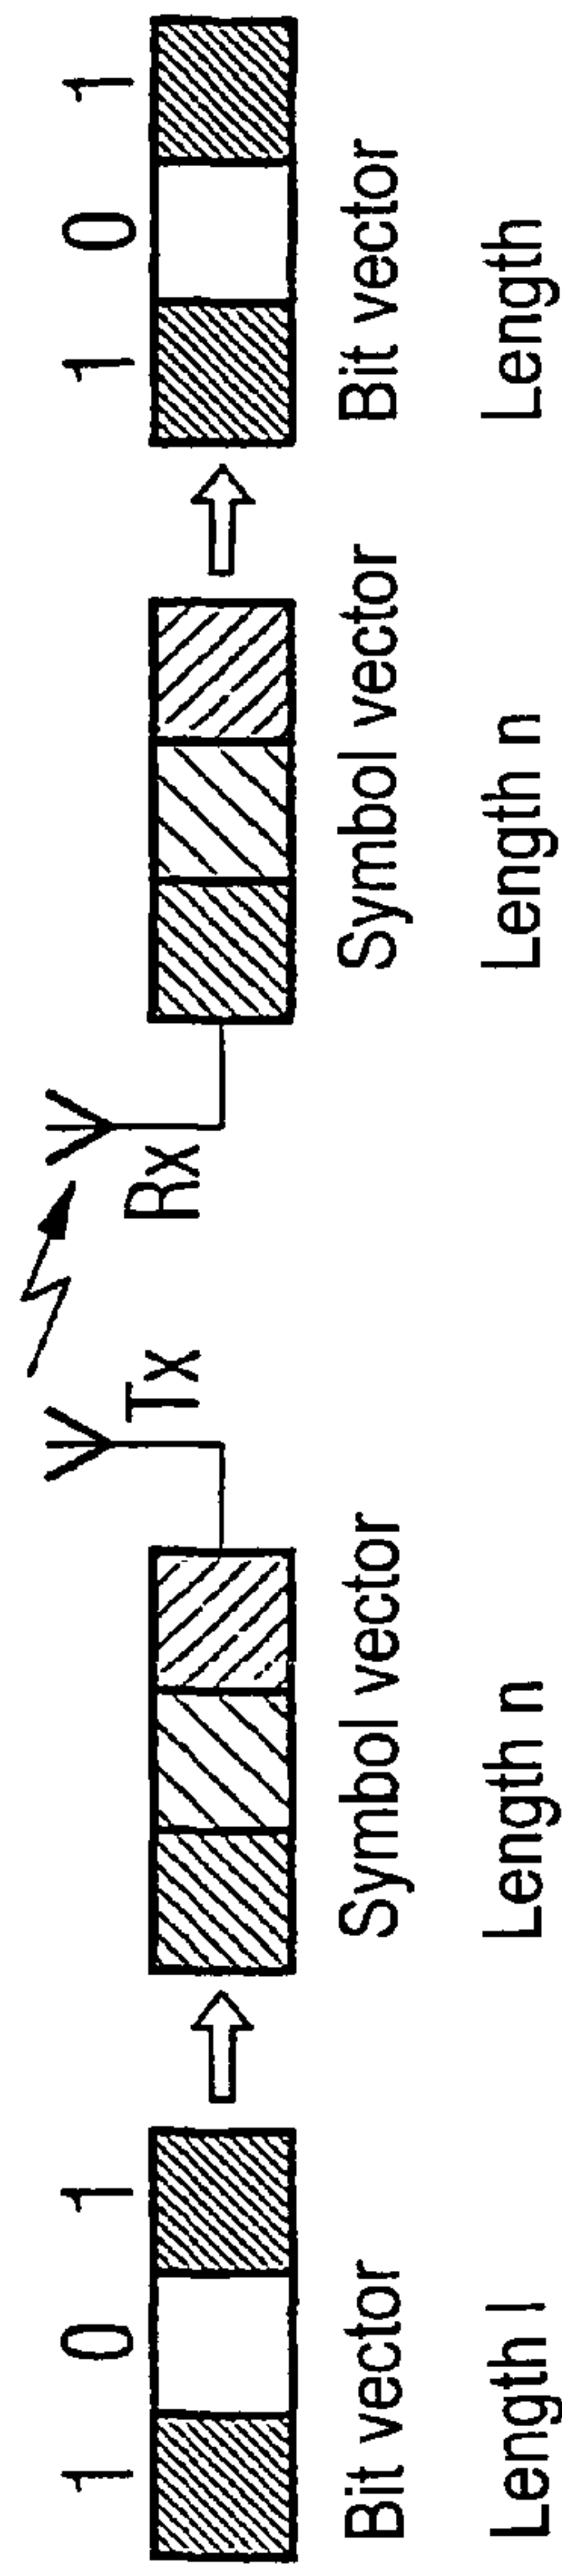 1 0 1 1 0 1
Tx Rx
Bit vector Symbol vector Symbol vector Bit vector
Length l Length n Length n Length